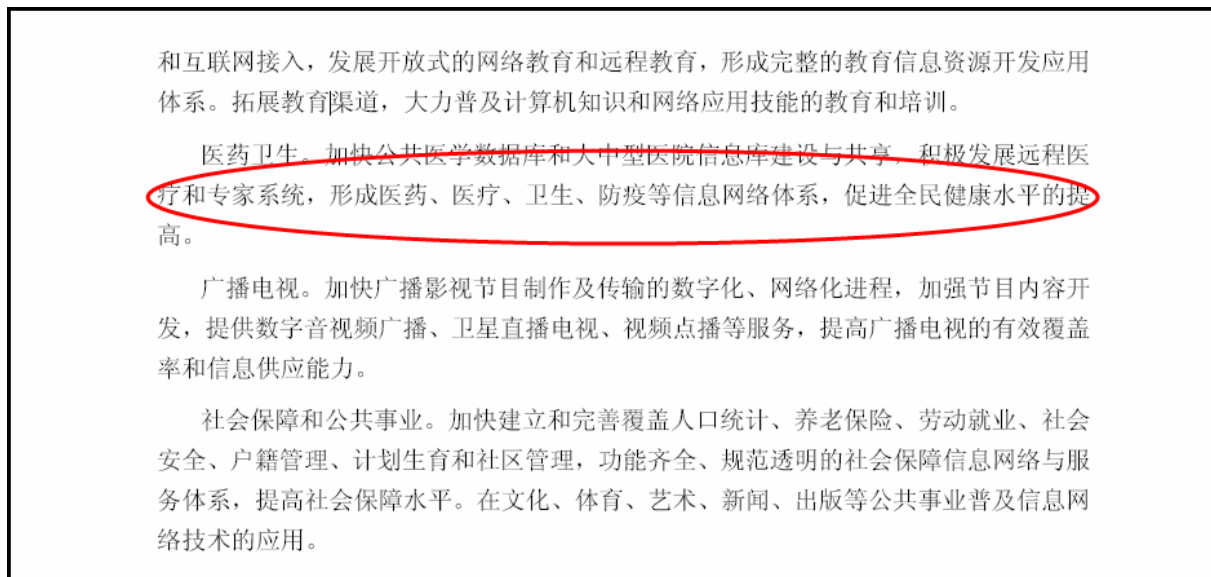 和互联网接入，发展开放式的网络教育和远程教育，形成完整的教育信息资源开发应用
体系。拓展教育渠道，大力普及计算机知识和网络应用技能的教育和培训。
医药卫生。加快公共医学数据库和大中型医院信息库建设与共享，积极发展远程医
疗和专家系统，形成医药、医疗、卫生、防疫等信息网络体系，促进全民健康水平的提
高。
广播电视。加快广播影视节目制作及传输的数字化、网络化进程，加强节目内容开
发，提供数字音视频广播、卫星直播电视、视频点播等服务，提高广播电视的有效覆盖
率和信息供应能力。
社会保障和公共事业。加快建立和完善覆盖人口统计、养老保险、劳动就业、社会
安全、户籍管理、计划生育和社区管理，功能齐全、规范透明的社会保障信息网络与服
务体系，提高社会保障水平。在文化、体育、艺术、新闻、出版等公共事业普及信息网
络技术的应用。